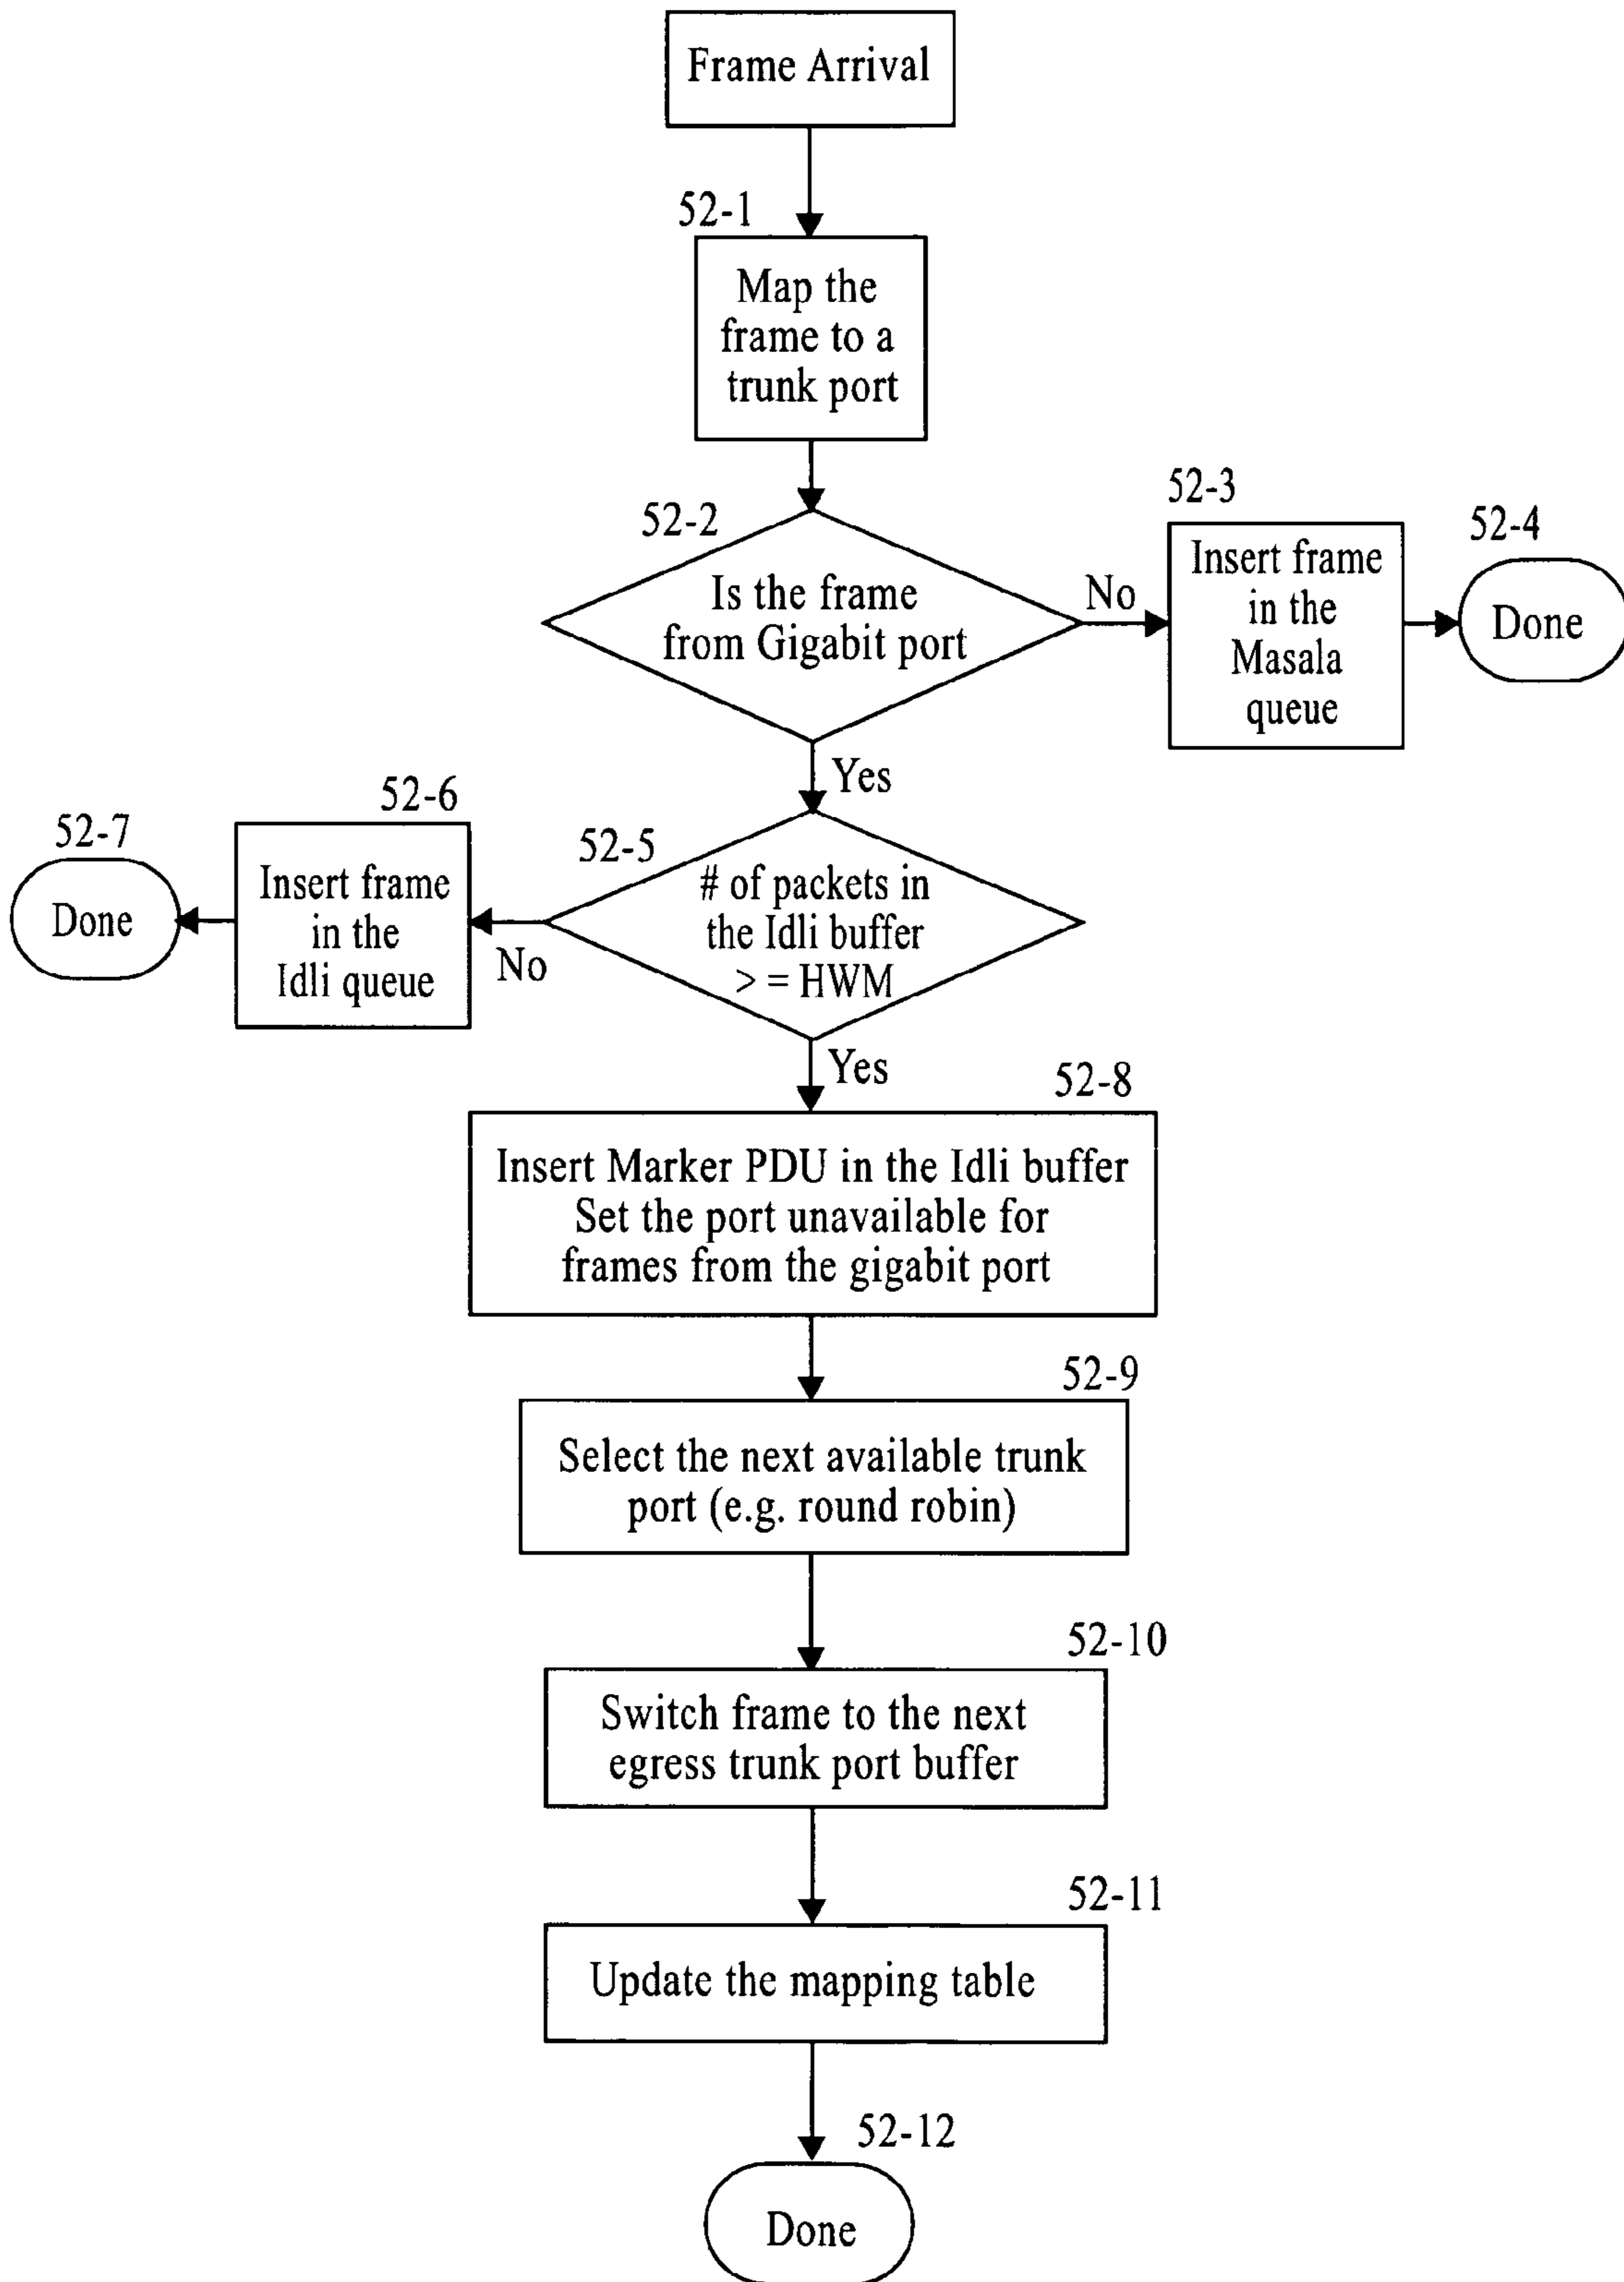 Frame Arrival
52-1
Map the
frame to a
trunk port
52-2
Is the frame
from Gigabit port
No
52-3
Insert frame
in the
Masala
queue
52-4
Done
Yes
52-5
# of packets in
the Idli buffer
> = HWM
No
52-6
Insert frame
in the
Idli queue
52-7
Done
Yes
52-8
Insert Marker PDU in the Idli buffer
Set the port unavailable for
frames from the gigabit port
52-9
Select the next available trunk
port (e.g. round robin)
52-10
Switch frame to the next
egress trunk port buffer
52-11
Update the mapping table
52-12
Done